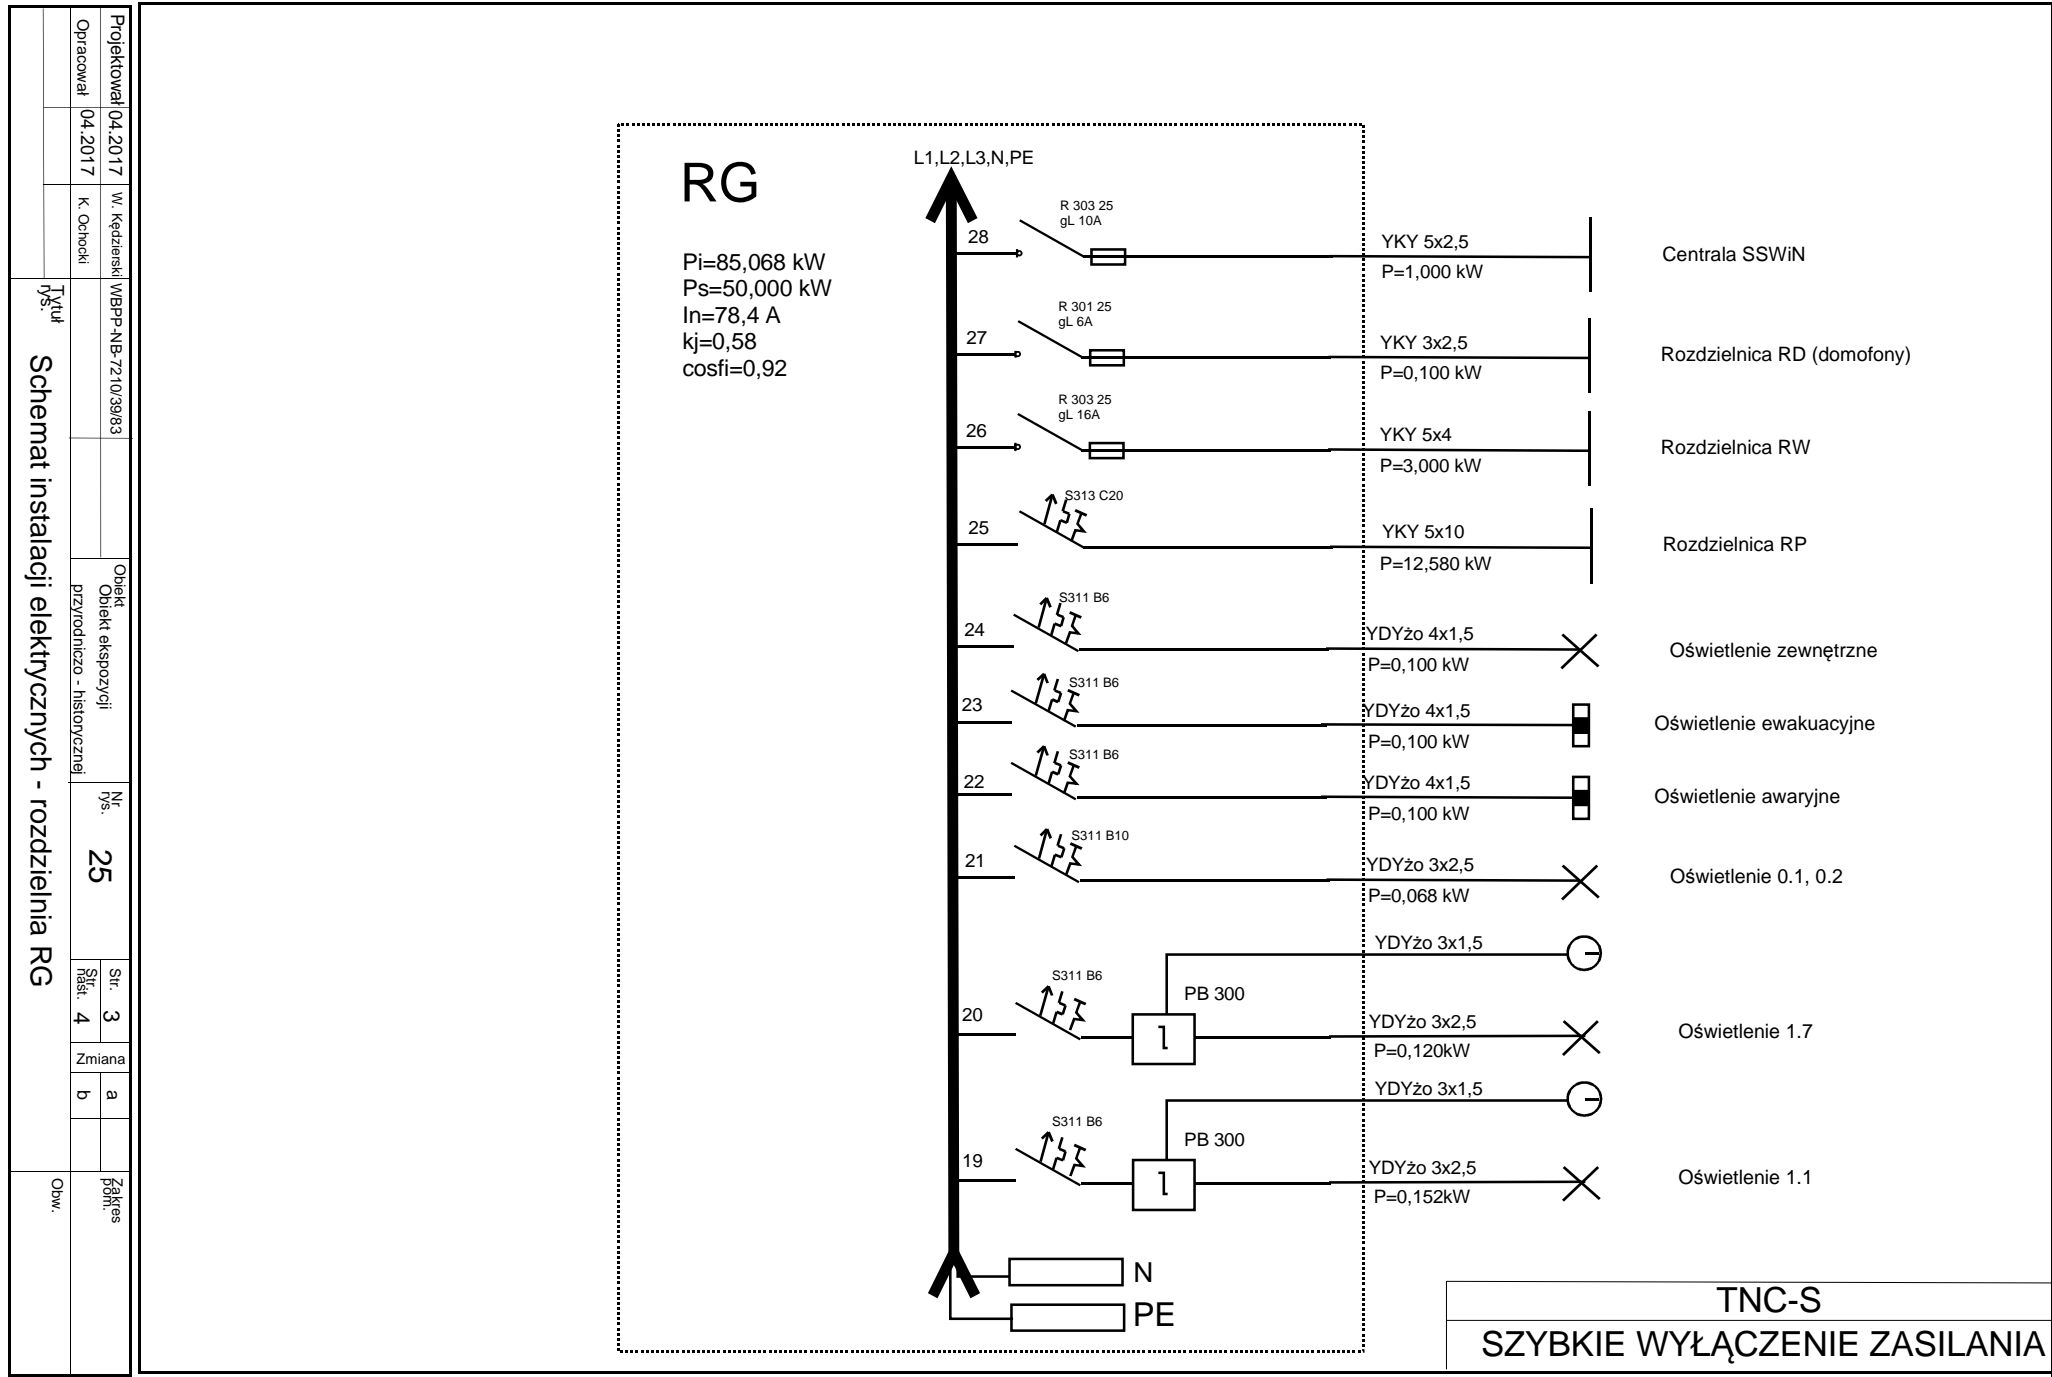 Projektował 04.2017 W. Kędzierski WBPP-NB-7210/39/83
Opracował 04.2017 K. Ochocki
Tytuł
rys.
Schemat instalacji elektrycznych - rozdzielnia RG
Obiekt
Obiekt ekspozycji
przyrodniczo - historycznej
Nr
rys.
25
Str. 3
Str.
nast. 4
Zmiana
a
b
Zakres
pom.
Obw.
RG
Pi=85,068 kW
Ps=50,000 kW
In=78,4 A
kj=0,58
cosfi=0,92
L1,L2,L3,N,PE
28
R 303 25
gL 10A
YKY 5x2,5
P=1,000 kW
Centrala SSWiN
27
R 301 25
gL 6A
YKY 3x2,5
P=0,100 kW
Rozdzielnica RD (domofony)
26
R 303 25
gL 16A
YKY 5x4
P=3,000 kW
Rozdzielnica RW
25
S313 C20
YKY 5x10
P=12,580 kW
Rozdzielnica RP
24
S311 B6
YDYżo 4x1,5
P=0,100 kW
Oświetlenie zewnętrzne
23
S311 B6
YDYżo 4x1,5
P=0,100 kW
Oświetlenie ewakuacyjne
22
S311 B6
YDYżo 4x1,5
P=0,100 kW
Oświetlenie awaryjne
21
S311 B10
YDYżo 3x2,5
P=0,068 kW
Oświetlenie 0.1, 0.2
YDYżo 3x1,5
20
S311 B6
PB 300
YDYżo 3x2,5
P=0,120kW
Oświetlenie 1.7
YDYżo 3x1,5
19
S311 B6
PB 300
YDYżo 3x2,5
P=0,152kW
Oświetlenie 1.1
N
PE
TNC-S
SZYBKIE WYŁĄCZENIE ZASILANIA